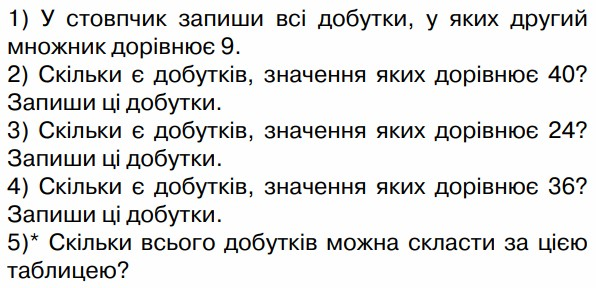 1) У стовпчик запиши всі добутки, у яких другий
множник дорівнює 9.
2) Скільки є добутків, значення яких дорівнює 40?
Запиши ці добутки.
3) Скільки є добутків, значення яких дорівнює 24?
Запиши ці добутки.
4) Скільки є добутків, значення яких дорівнює 36?
Запиши ці добутки.
5)* Скільки всього добутків можна скласти за цією
таблицею?